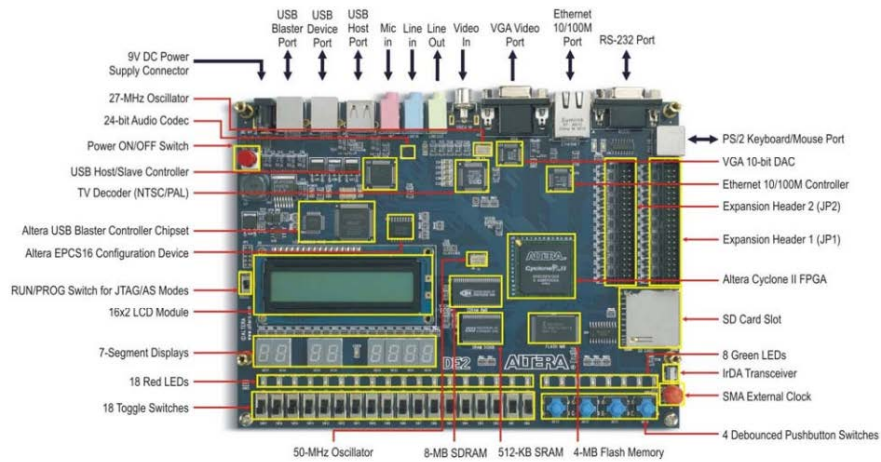 USB
Blaster
Port
USB
Device
Port
USB
Host
Port
Mic
in
Line
in
Line
Out
Video
In
VGA Video
Port
Ethernet
10/100M
Port
RS-232 Port
9V DC Power
Supply Connector
27-MHz Oscillator
24-bit Audio Codec
Power ON/OFF Switch
USB Host/Slave Controller
TV Decoder (NTSC/PAL)
Altera USB Blaster Controller Chipset
Altera EPCS16 Configuration Device
RUN/PROG Switch for JTAG/AS Modes
16x2 LCD Module
7-Segment Displays
18 Red LEDs
18 Toggle Switches
PS/2 Keyboard/Mouse Port
VGA 10-bit DAC
Ethernet 10/100M Controller
Expansion Header 2 (JP2)
Expansion Header 1 (JP1)
Altera Cyclone II FPGA
SD Card Slot
8 Green LEDs
IrDA Transceiver
SMA External Clock
4 Debounced Pushbutton Switches
50-MHz Oscillator
8-MB SDRAM
512-KB SRAM
4-MB Flash Memory
ALTERA
Cyclone II
DE2
ALTERA